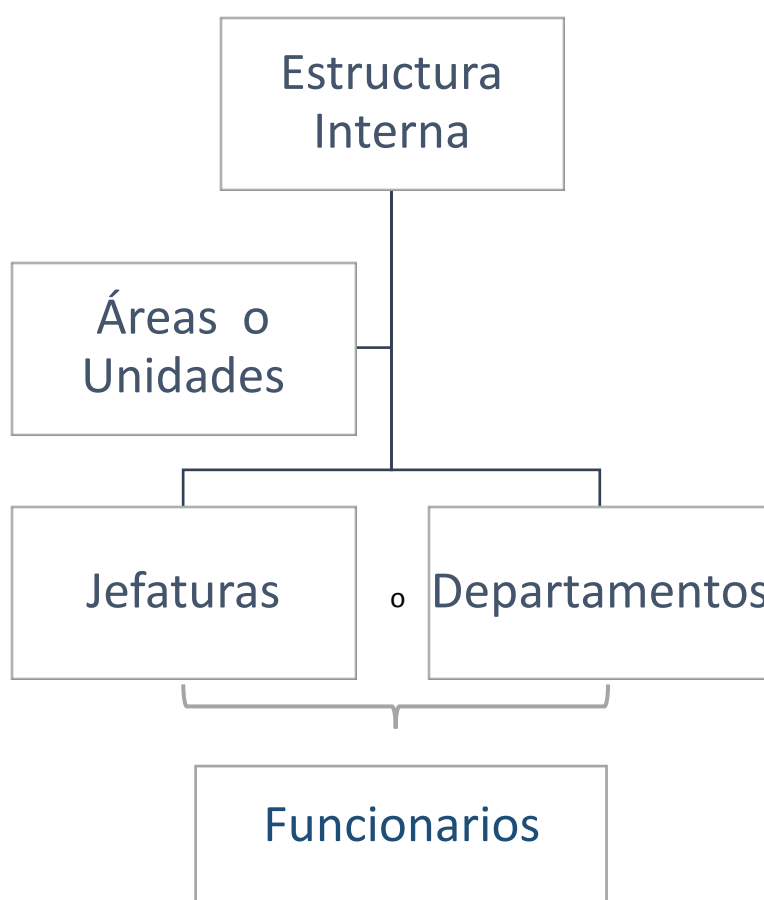 Estructura
Interna
Áreas o
Unidades
Jefaturas
o
Departamentos
Funcionarios